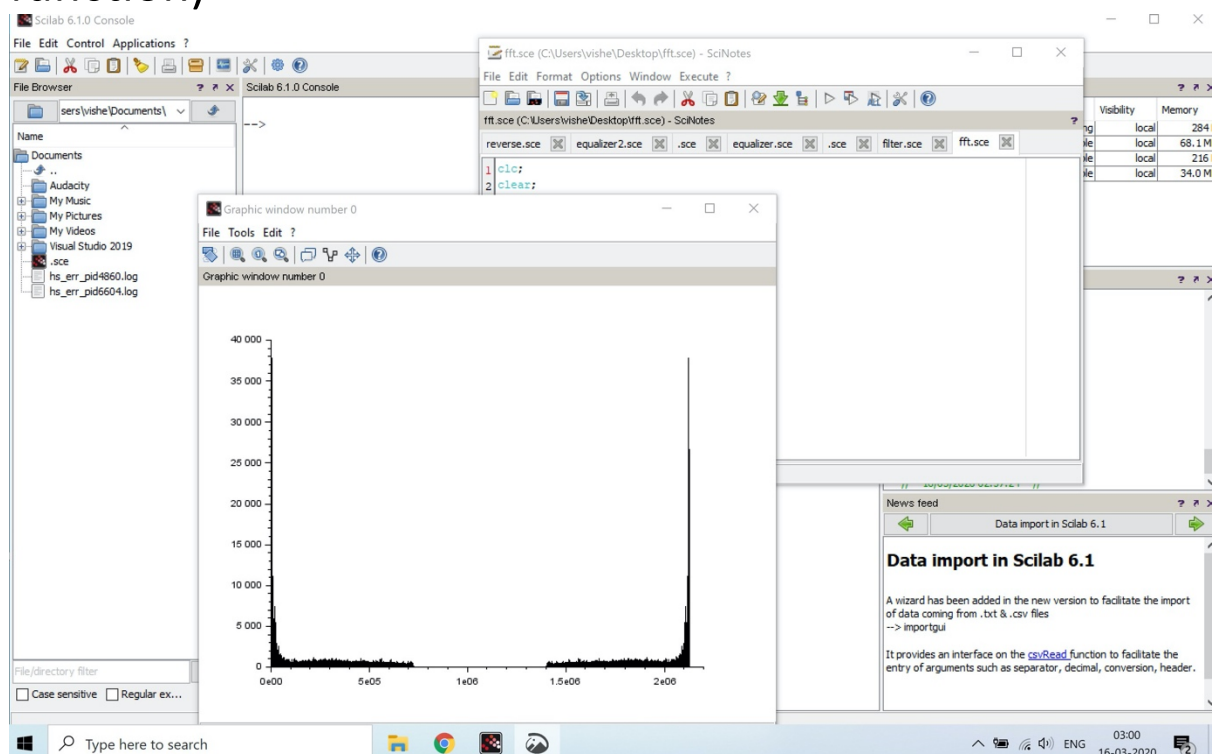 Scilab 6.1.0 Console
File Edit Control Applications ?
File Browser
sers\vishe\Documents\
Name
Documents
..
Audacity
My Music
My Pictures
My Videos
Visual Studio 2019
.sce
hs_err_pid4860.log
hs_err_pid6604.log
File/directory filter
Case sensitive Regular ex...
Scilab 6.1.0 Console
-->
fft.sce (C:\Users\vishe\Desktop\fft.sce) - SciNotes
File Edit Format Options Window Execute ?
fft.sce (C:\Users\vishe\Desktop\fft.sce) - SciNotes
reverse.sce equalizer2.sce .sce equalizer.sce .sce filter.sce fft.sce
1 clc;
2 clear;
Visibility Memory
local 284
local 68.1 M
local 216
local 34.0 M
Graphic window number 0
File Tools Edit ?
Graphic window number 0
40 000
35 000
30 000
25 000
20 000
15 000
10 000
5 000
0
0e00 5e05 1e06 1.5e06 2e06
News feed
Data import in Scilab 6.1
Data import in Scilab 6.1
A wizard has been added in the new version to facilitate the import
of data coming from .txt & .csv files
--> importgui
It provides an interface on the csvRead function to facilitate the
entry of arguments such as separator, decimal, conversion, header.
Type here to search
ENG
03:00
16-03-2020
2